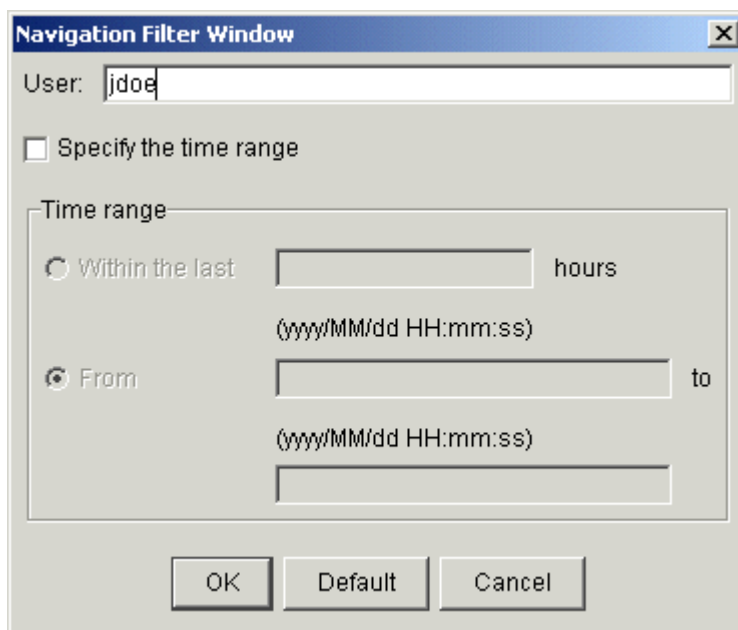 Navigation Filter Window
User: jdoe
Specify the time range
Time range
Within the last hours
(yyyy/MM/dd HH:mm:ss)
From to
(yyyy/MM/dd HH:mm:ss)
OK Default Cancel